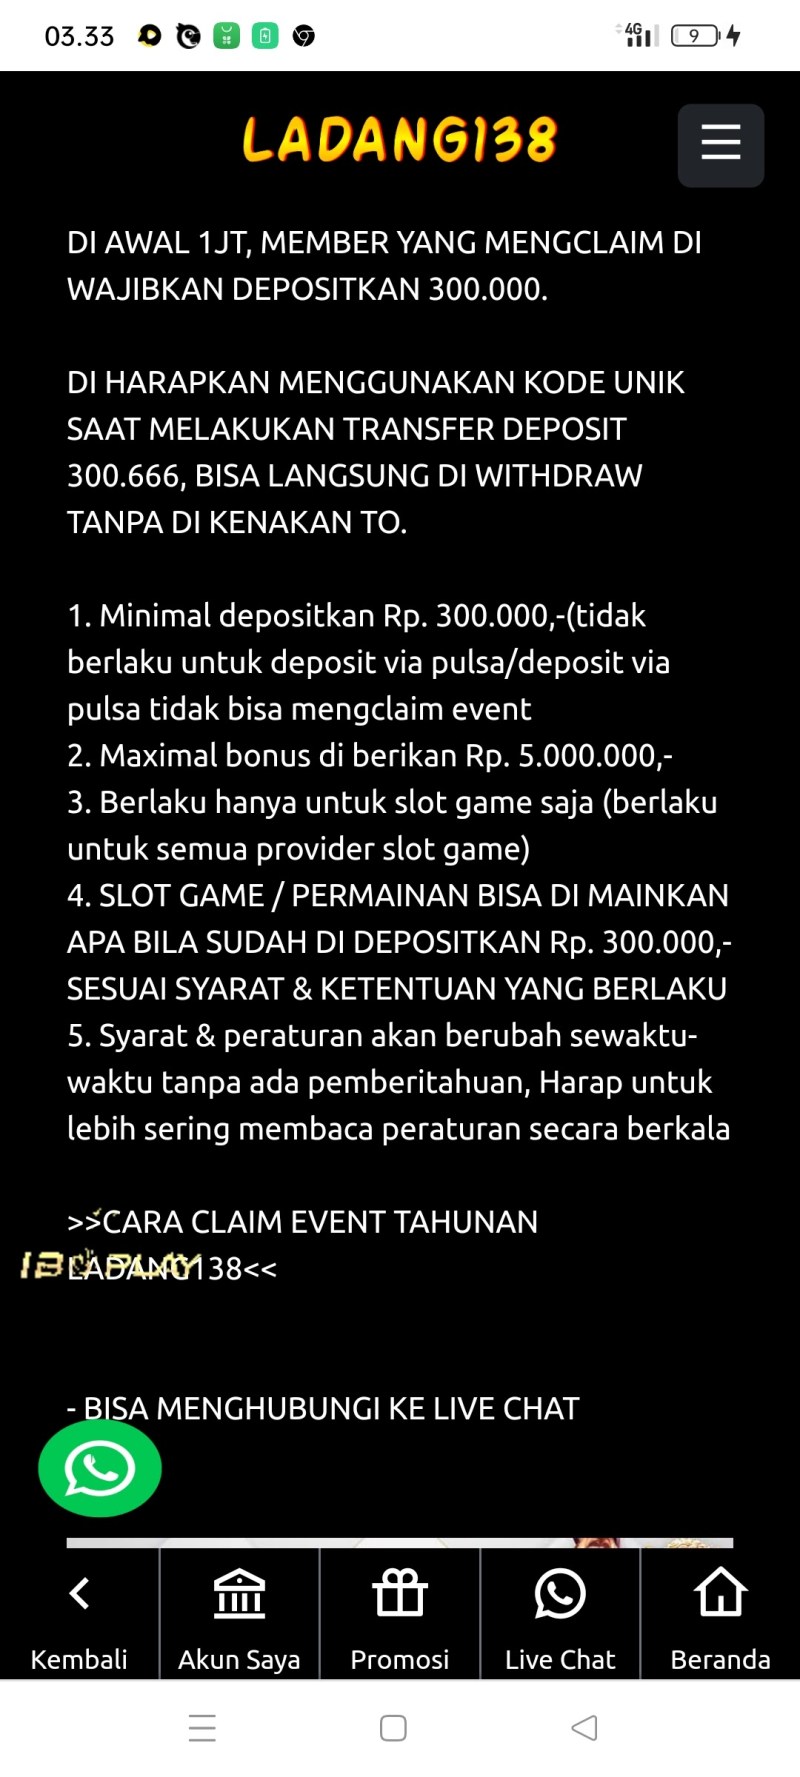 03.33
4G
9
LADANG138
DI AWAL 1JT, MEMBER YANG MENGCLAIM DI
WAJIBKAN DEPOSITKAN 300.000.
DI HARAPKAN MENGGUNAKAN KODE UNIK
SAAT MELAKUKAN TRANSFER DEPOSIT
300.666, BISA LANGSUNG DI WITHDRAW
TANPA DI KENAKAN TO.
1. Minimal depositkan Rp. 300.000,-(tidak
berlaku untuk deposit via pulsa/deposit via
pulsa tidak bisa mengclaim event
2. Maximal bonus di berikan Rp. 5.000.000,-
3. Berlaku hanya untuk slot game saja (berlaku
untuk semua provider slot game)
4. SLOT GAME / PERMAINAN BISA DI MAINKAN
APA BILA SUDAH DI DEPOSITKAN Rp. 300.000,-
SESUAI SYARAT & KETENTUAN YANG BERLAKU
5. Syarat & peraturan akan berubah sewaktu-
waktu tanpa ada pemberitahuan, Harap untuk
lebih sering membaca peraturan secara berkala
>>CARA CLAIM EVENT TAHUNAN
LADANG138<<
- BISA MENGHUBUNGI KE LIVE CHAT
Kembali
Akun Saya
Promosi
Live Chat
Beranda